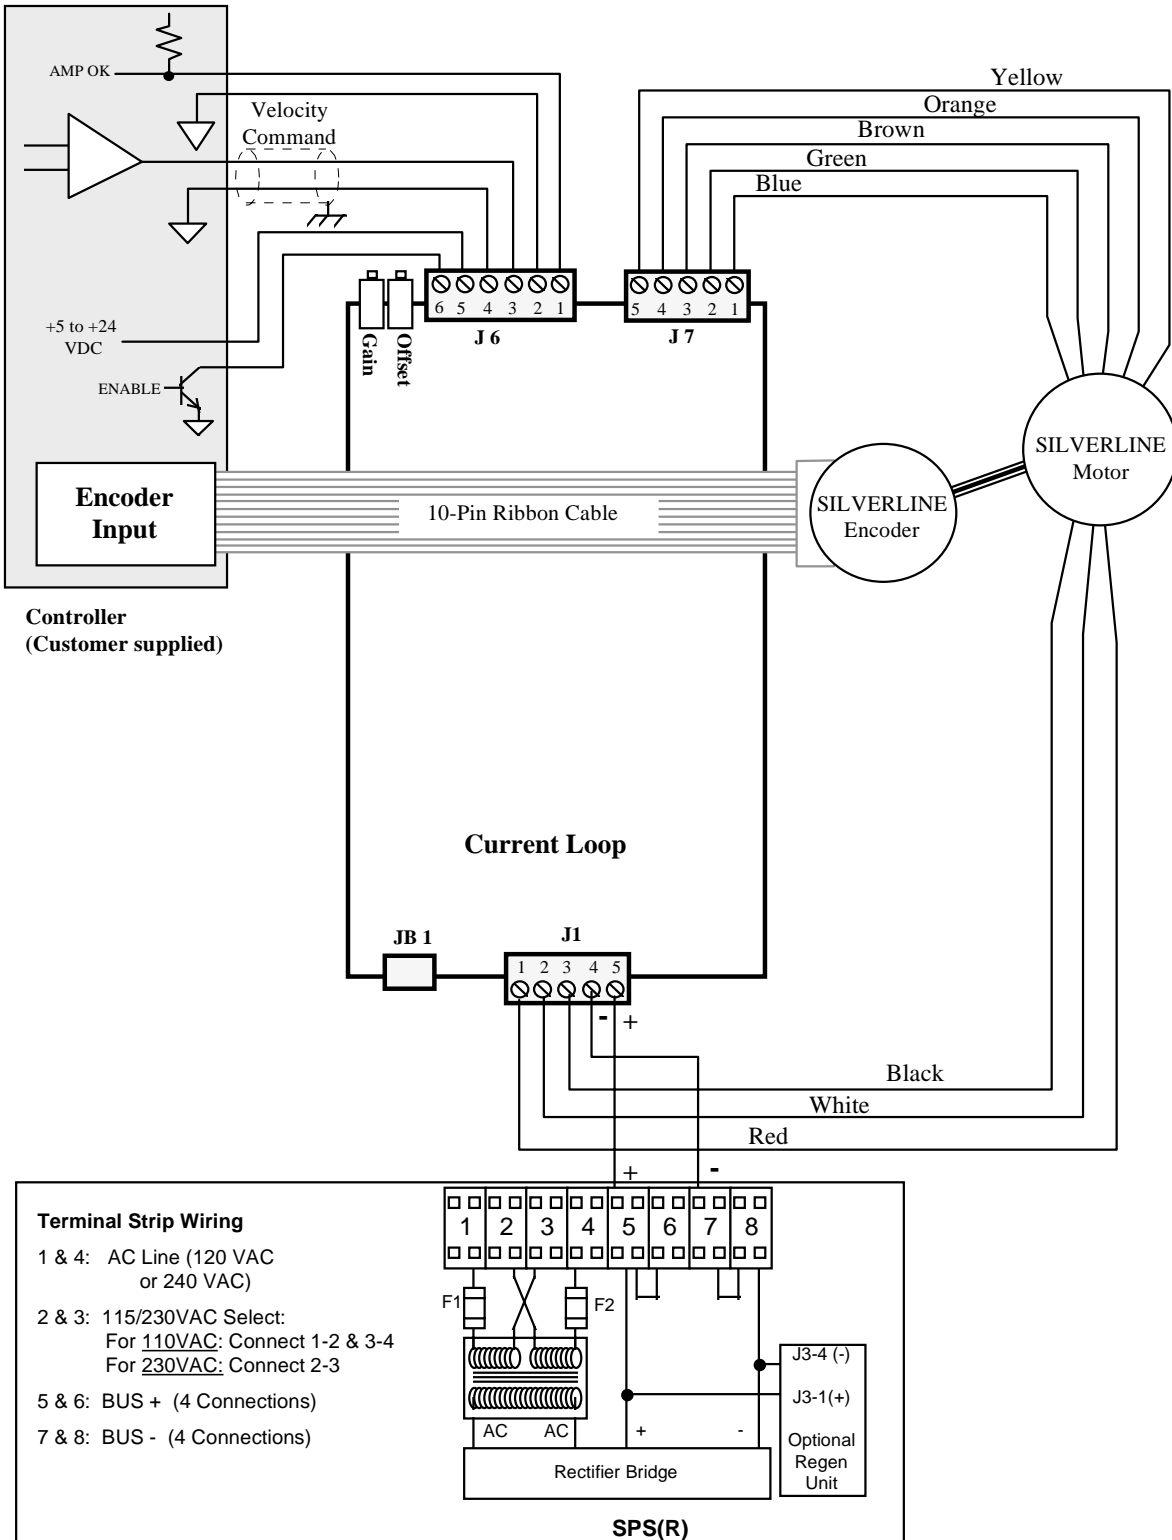 AMP OK
Velocity
Command
Yellow
Orange
Brown
Green
Blue
6 5 4 3 2 1
J 6
5 4 3 2 1
J 7
Gain
Offset
+5 to +24
VDC
ENABLE
SILVERLINE
Motor
Encoder
Input
10-Pin Ribbon Cable
SILVERLINE
Encoder
Controller
(Customer supplied)
Current Loop
JB 1
J1
1 2 3 4 5
- +
Black
White
Red
+ -
1 2 3 4 5 6 7 8
Terminal Strip Wiring
1 & 4: AC Line (120 VAC
or 240 VAC)
2 & 3: 115/230VAC Select:
For 110VAC: Connect 1-2 & 3-4
For 230VAC: Connect 2-3
5 & 6: BUS + (4 Connections)
7 & 8: BUS - (4 Connections)
F1
F2
J3-4 (-)
J3-1(+)
AC AC + -
Optional
Regen
Unit
Rectifier Bridge
SPS(R)